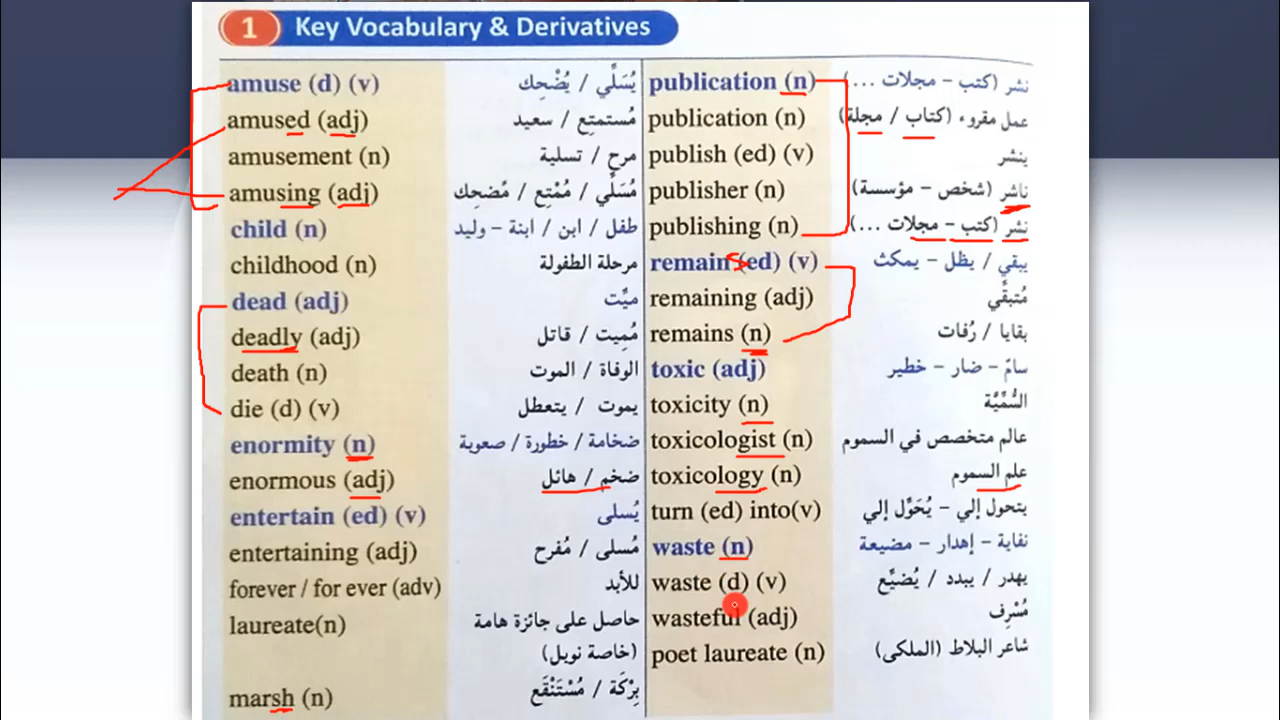 1 Key Vocabulary & Derivatives
amuse (d) (v) يُسَلِّي / يُضْحِك
amused (adj) مُستمتِع / سعيد
amusement (n) مرح / تسلية
amusing (adj) مُسَلِّي / مُمْتِع / مًضحِك
child (n) طفل / ابن / ابنة – وليد
childhood (n) مرحلة الطفولة
dead (adj) ميِّت
deadly (adj) مُمِيت / قاتل
death (n) الوفاة / الموت
die (d) (v) يموت / يتعطل
enormity (n) ضخامة / خطورة / صعوبة
enormous (adj) ضخم / هائل
entertain (ed) (v) يُسلى
entertaining (adj) مُسلى / مُفرح
forever / for ever (adv) للأبد
laureate(n) حاصل على جائزة هامة
(خاصة نوبل)
marsh (n) بِرْكَة / مُسْتَنْقَع
publication (n) نشر (كتب – مجلات ...)
publication (n) عمل مقروء (كتاب / مجلة)
publish (ed) (v) ينشر
publisher (n) ناشر (شخص – مؤسسة)
publishing (n) نشر (كتب – مجلات ...)
remain (ed) (v) يبقي / يظل – يمكث
remaining (adj) مُتبقَّي
remains (n) بقايا / رُفات
toxic (adj) سامّ – ضار – خطير
toxicity (n) السُّمِّيَّة
toxicologist (n) عالم متخصص في السموم
toxicology (n) علم السموم
turn (ed) into(v) يتحول إلي – يُحَوِّل إلي
waste (n) نفاية – إهدار – مضيعة
waste (d) (v) يهدر / يبدد / يُضيِّع
wasteful (adj) مُسْرِف
poet laureate (n) شاعر البلاط (الملكى)